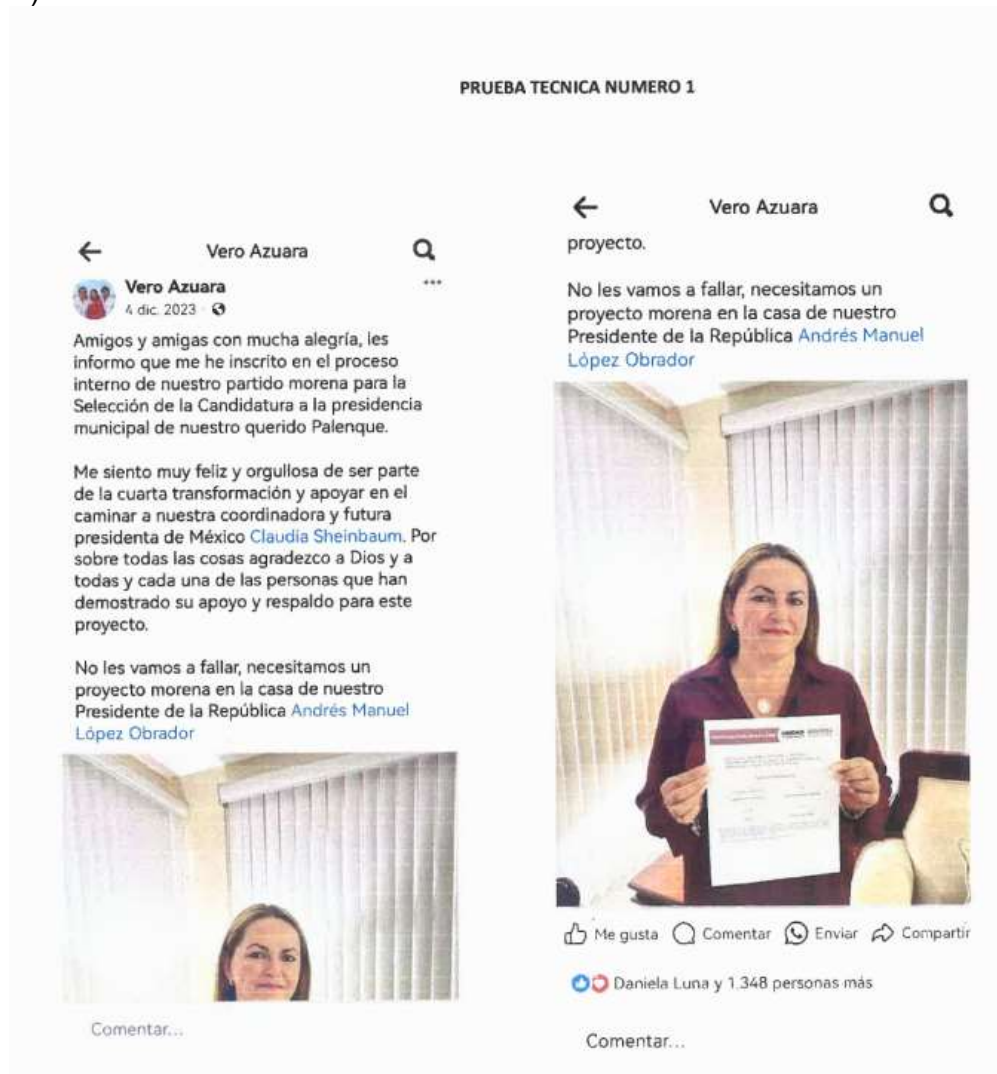 PRUEBA TECNICA NUMERO 1
Vero Azuara
Vero Azuara
4 dic. 2023
Amigos y amigas con mucha alegría, les
informo que me he inscrito en el proceso
interno de nuestro partido morena para la
Selección de la Candidatura a la presidencia
municipal de nuestro querido Palenque.
Me siento muy feliz y orgullosa de ser parte
de la cuarta transformación y apoyar en el
caminar a nuestra coordinadora y futura
presidenta de México Claudia Sheinbaum. Por
sobre todas las cosas agradezco a Dios y a
todas y cada una de las personas que han
demostrado su apoyo y respaldo para este
proyecto.
No les vamos a fallar, necesitamos un
proyecto morena en la casa de nuestro
Presidente de la República Andrés Manuel
López Obrador
Comentar...
Vero Azuara
proyecto.
No les vamos a fallar, necesitamos un
proyecto morena en la casa de nuestro
Presidente de la República Andrés Manuel
López Obrador
Me gusta Comentar Enviar Compartir
Daniela Luna y 1.348 personas más
Comentar...